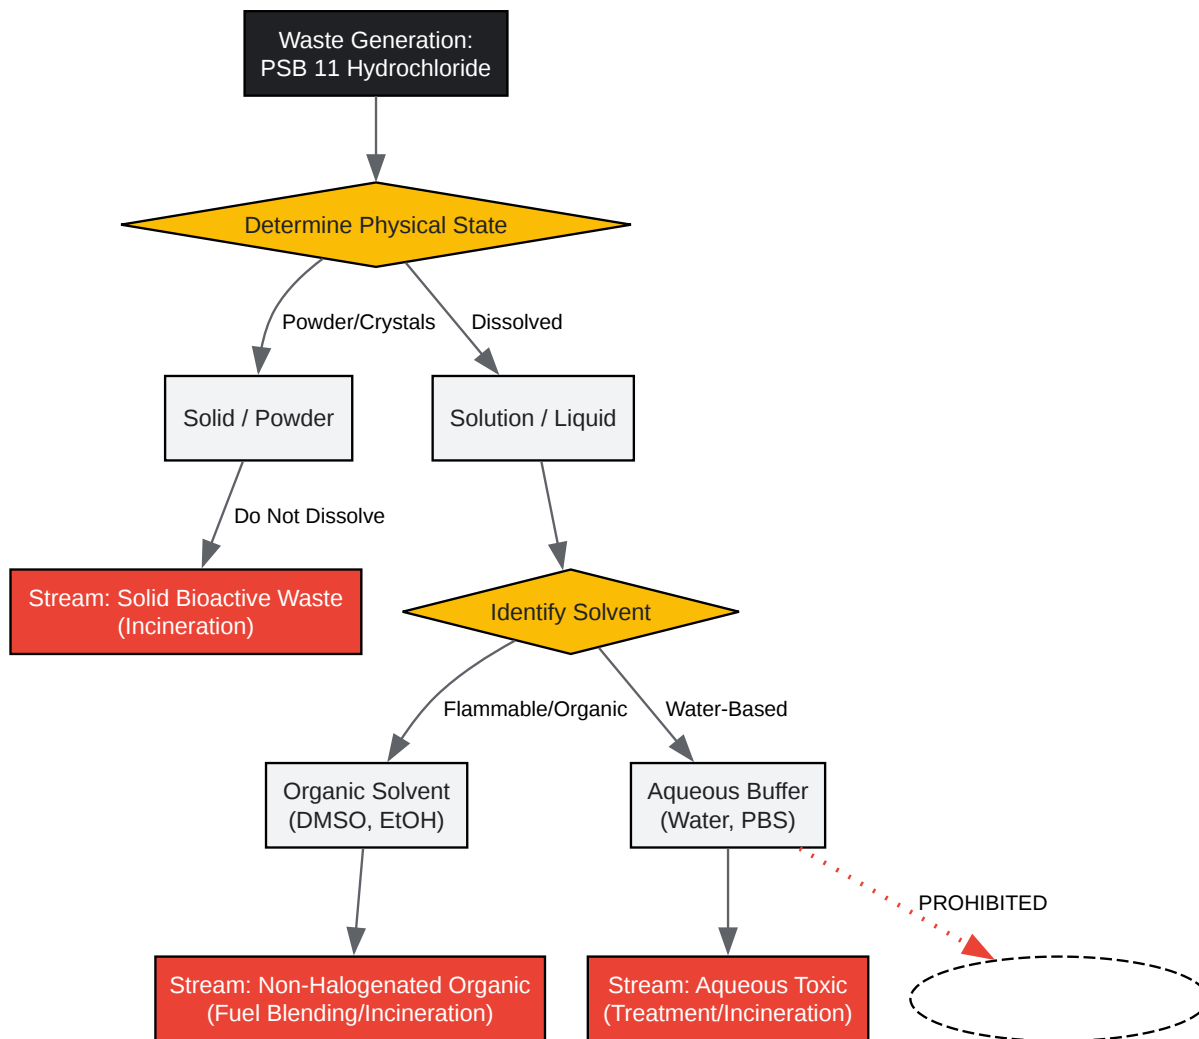 Waste Generation:
PSB 11 Hydrochloride
Determine Physical State
Powder/Crystals
Dissolved
Solid / Powder
Solution / Liquid
Do Not Dissolve
Stream: Solid Bioactive Waste
(Incineration)
Identify Solvent
Flammable/Organic
Water-Based
Organic Solvent
(DMSO, EtOH)
Aqueous Buffer
(Water, PBS)
PROHIBITED
Stream: Non-Halogenated Organic
(Fuel Blending/Incineration)
Stream: Aqueous Toxic
(Treatment/Incineration)